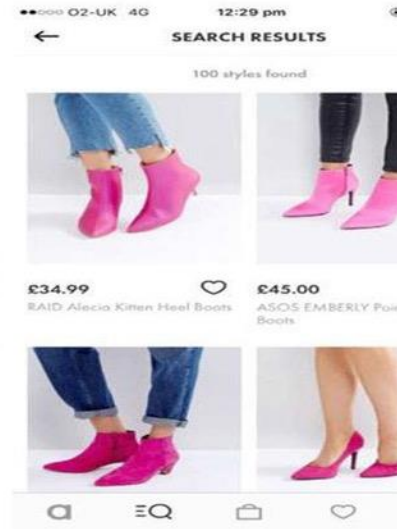 O2-UK 4G 12:29 pm
SEARCH RESULTS
100 styles found
£34.99
RAID Alecia Kitten Heel Boots
£45.00
ASOS EMBERLY
Boots